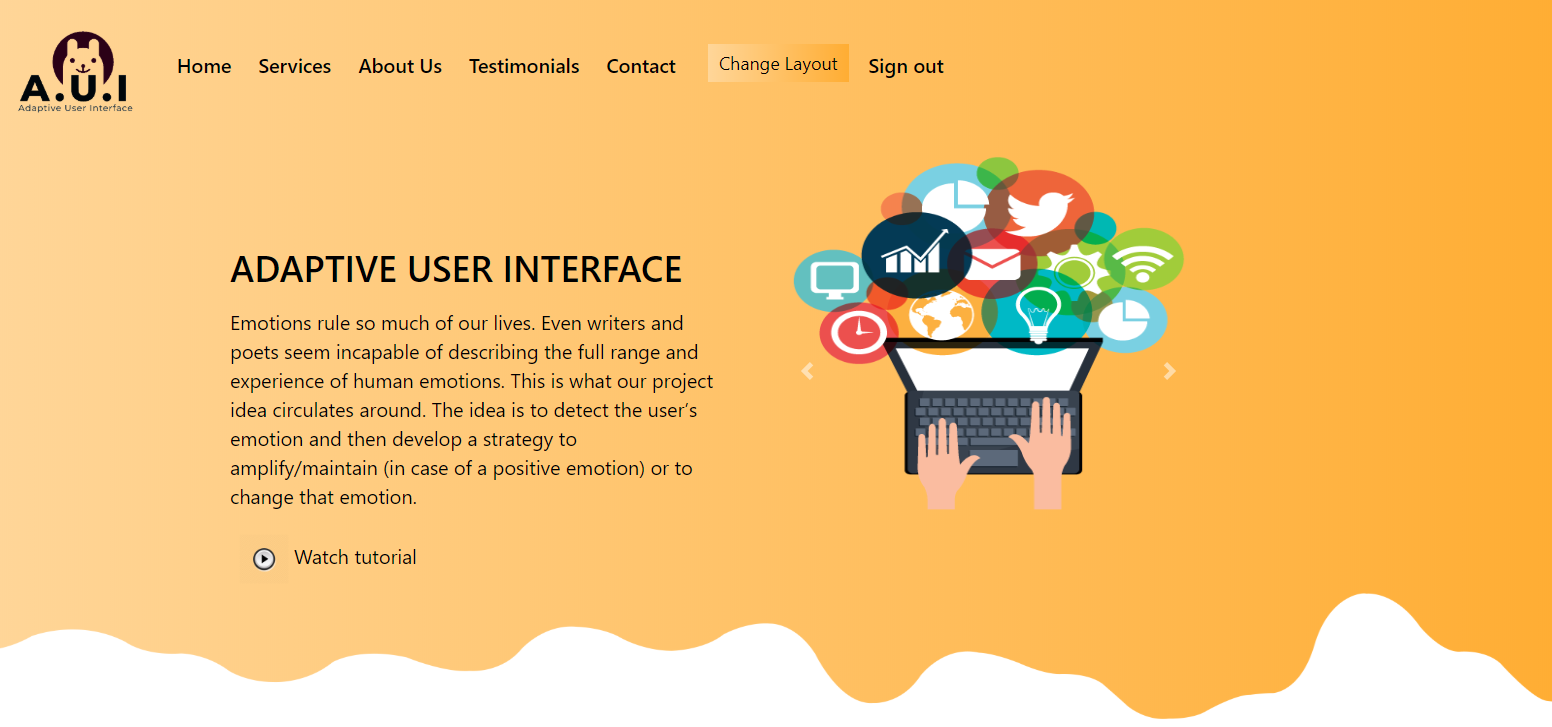 A.U.I
Adaptive User Interface
Home Services About Us Testimonials Contact Change Layout Sign out
ADAPTIVE USER INTERFACE
Emotions rule so much of our lives. Even writers and
poets seem incapable of describing the full range and
experience of human emotions. This is what our project
idea circulates around. The idea is to detect the user’s
emotion and then develop a strategy to
amplify/maintain (in case of a positive emotion) or to
change that emotion.
Watch tutorial